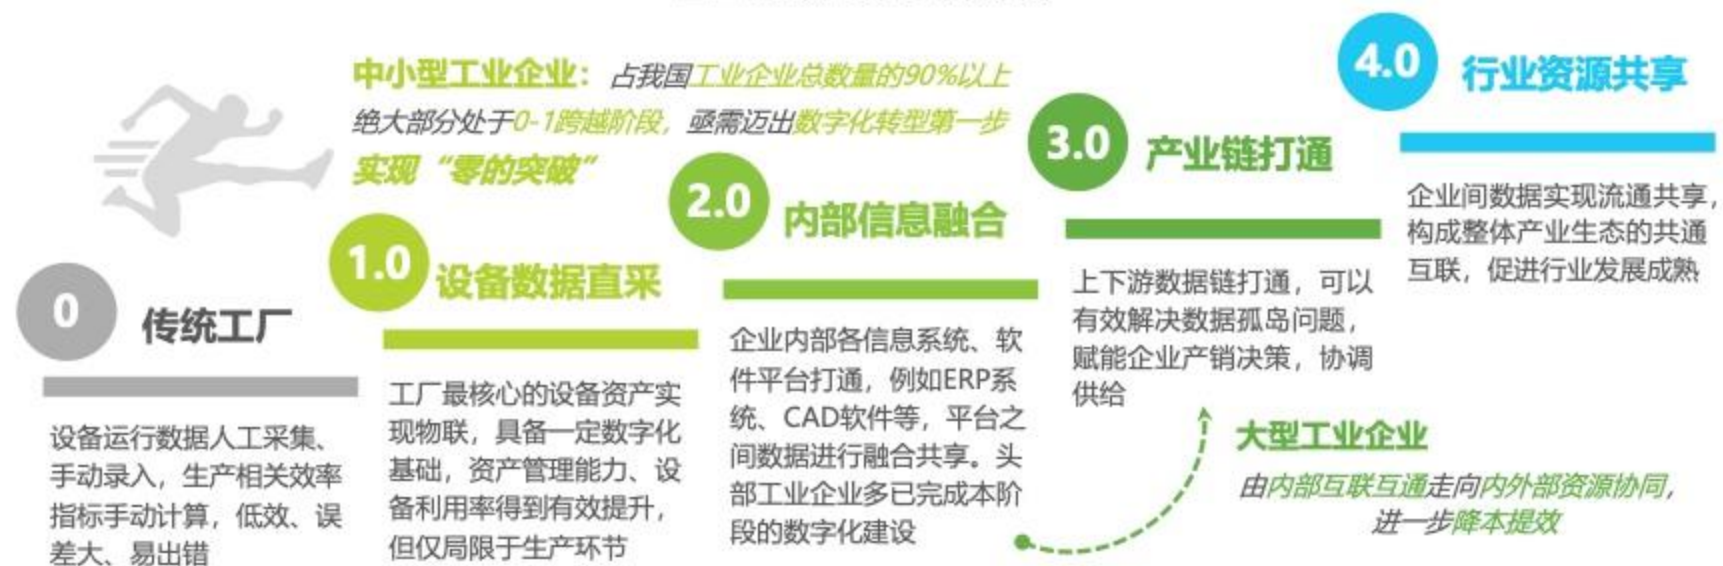 中小型工业企业：占我国工业企业总数量的90%以上
绝大部分处于0-1跨越阶段，亟需迈出数字化转型第一步
实现“零的突破”
0
传统工厂
设备运行数据人工采集、
手动录入，生产相关效率
指标手动计算，低效、误
差大、易出错
1.0
设备数据直采
工厂最核心的设备资产实
现物联，具备一定数字化
基础，资产管理能力、设
备利用率得到有效提升，
但仅局限于生产环节
2.0
内部信息融合
企业内部各信息系统、软
件平台打通，例如ERP系
统、CAD软件等，平台之
间数据进行融合共享。头
部工业企业多已完成本阶
段的数字化建设
3.0
产业链打通
上下游数据链打通，可以
有效解决数据孤岛问题，
赋能企业产销决策，协调
供给
4.0
行业资源共享
企业间数据实现流通共享，
构成整体产业生态的共通
互联，促进行业发展成熟
大型工业企业
由内部互联互通走向内外部资源协同，
进一步降本提效